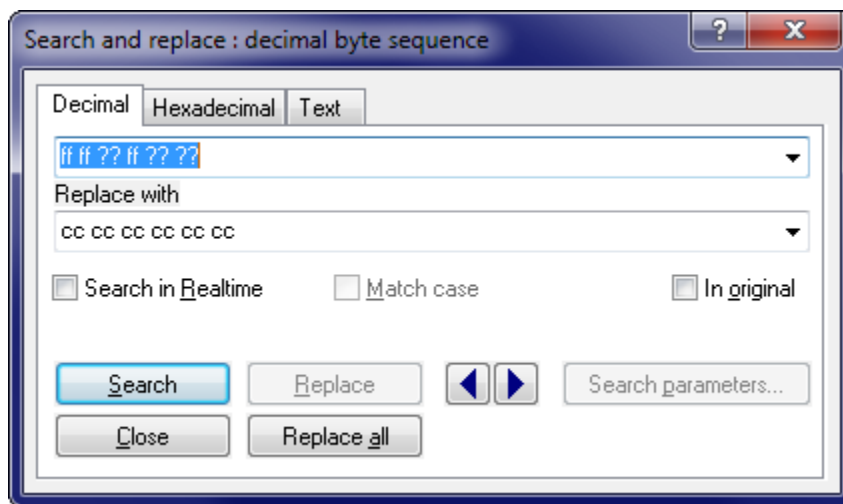 Search and replace : decimal byte sequence ? X
Decimal Hexadecimal Text
ff ff ?? ff ?? ??
Replace with
cc cc cc cc cc cc
Search in Realtime Match case In original
Search Replace Search parameters...
Close Replace all